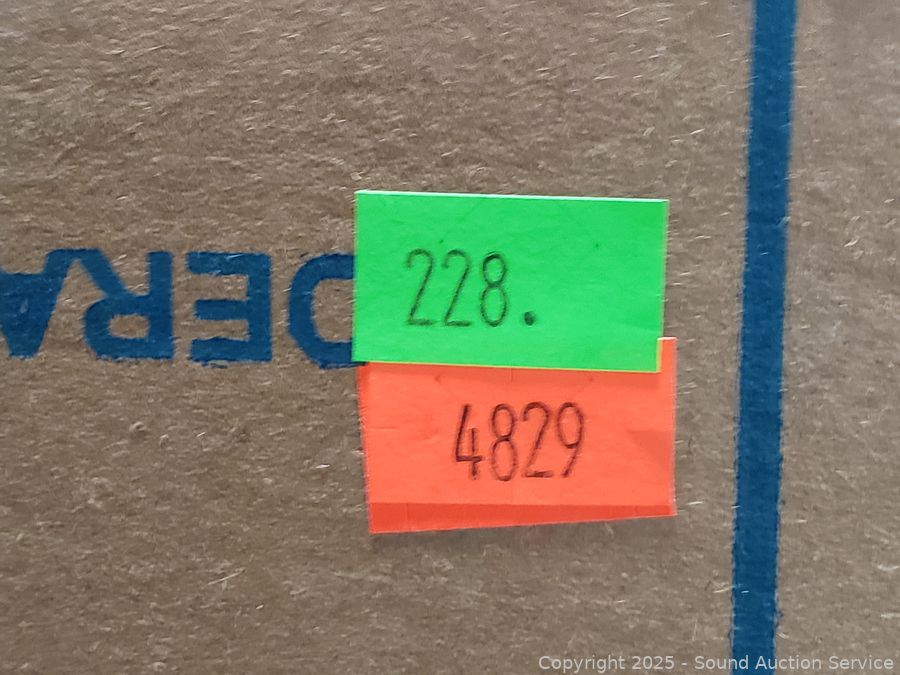 228.
4829
DERA
Copyright 2025 - Sound Auction Service